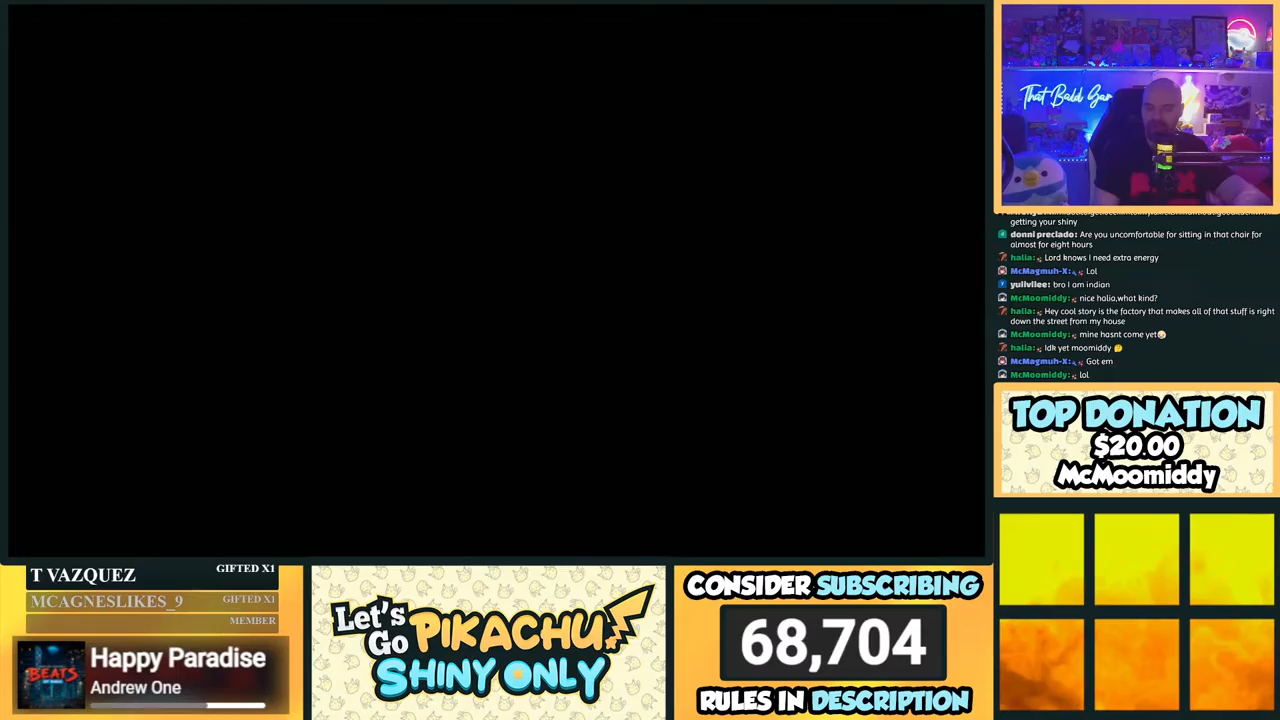 That Bald Gam
getting your shiny
donni preciado: Are you uncomfortable for sitting in that chair for
almost for eight hours
halia: Lord knows I need extra energy
McMagmuh-X: Lol
yulivilee: bro I am indian
McMoomiddy: nice halia,what kind?
halia: Hey cool story is the factory that makes all of that stuff is right
down the street from my house
McMoomiddy: mine hasnt come yet
halia: Idk yet moomiddy 🤔
McMagmuh-X: Got em
McMoomiddy: lol
TOP DONATION
$20.00
McMoomiddy
T VAZQUEZ GIFTED X1
MCAGNESLIKES_9 GIFTED X1
MEMBER
BEATS
Happy Paradise
Andrew One
Let's
Go PIKACHU
SHINY ONLY
CONSIDER SUBSCRIBING
68,704
RULES IN DESCRIPTION